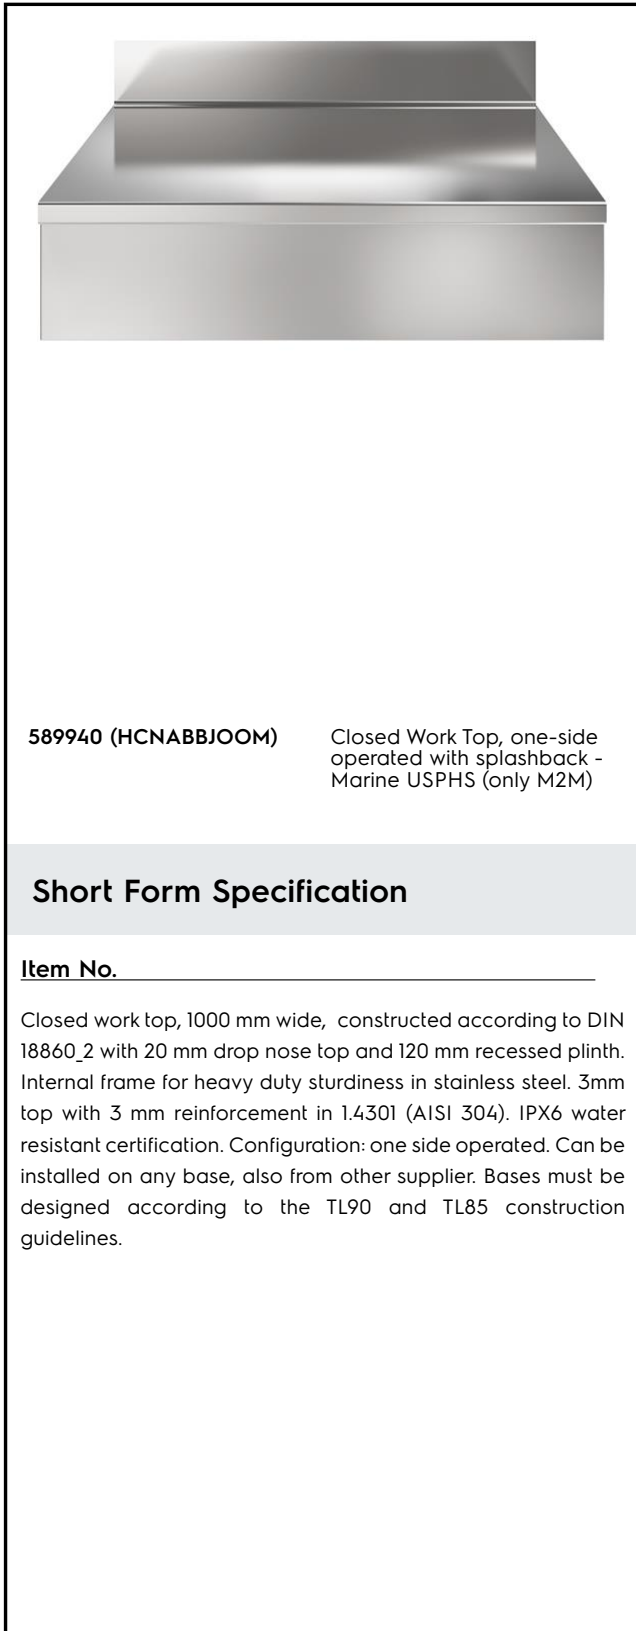 589940 (HCNABBJOOM)
Closed Work Top, one-side
operated with splashback -
Marine USPHS (only M2M)
Short Form Specification
Item No.
Closed work top, 1000 mm wide, constructed according to DIN
18860_2 with 20 mm drop nose top and 120 mm recessed plinth.
Internal frame for heavy duty sturdiness in stainless steel. 3mm
top with 3 mm reinforcement in 1.4301 (AISI 304). IPX6 water
resistant certification. Configuration: one side operated. Can be
installed on any base, also from other supplier. Bases must be
designed according to the TL90 and TL85 construction
guidelines.